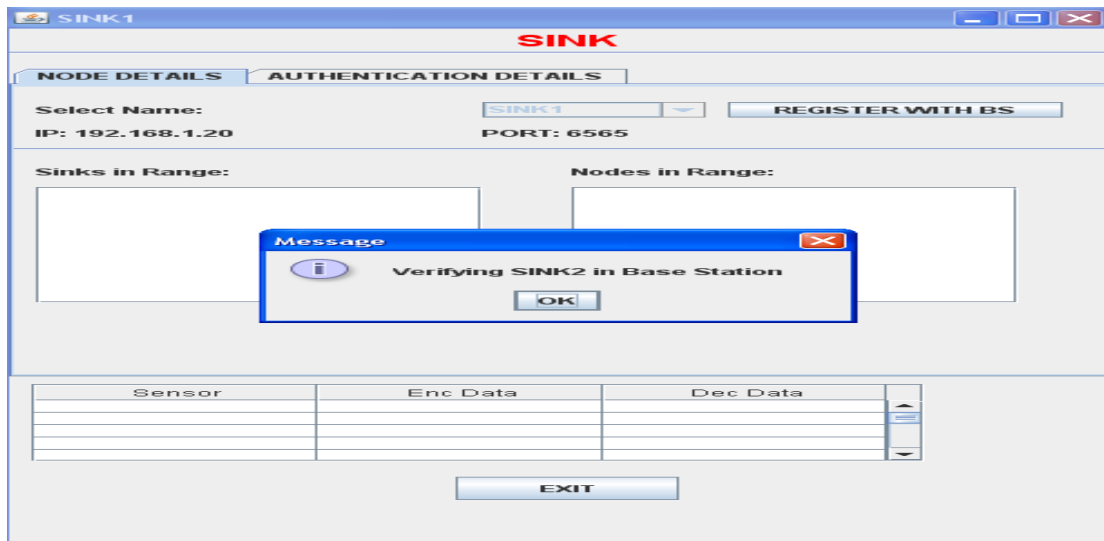 SINK1
SINK
NODE DETAILS AUTHENTICATION DETAILS
Select Name: SINK1 REGISTER WITH BS
IP: 192.168.1.20 PORT: 6565
Sinks in Range: Nodes in Range:
Message
i
Verifying SINK2 in Base Station
OK
Sensor Enc Data Dec Data
EXIT